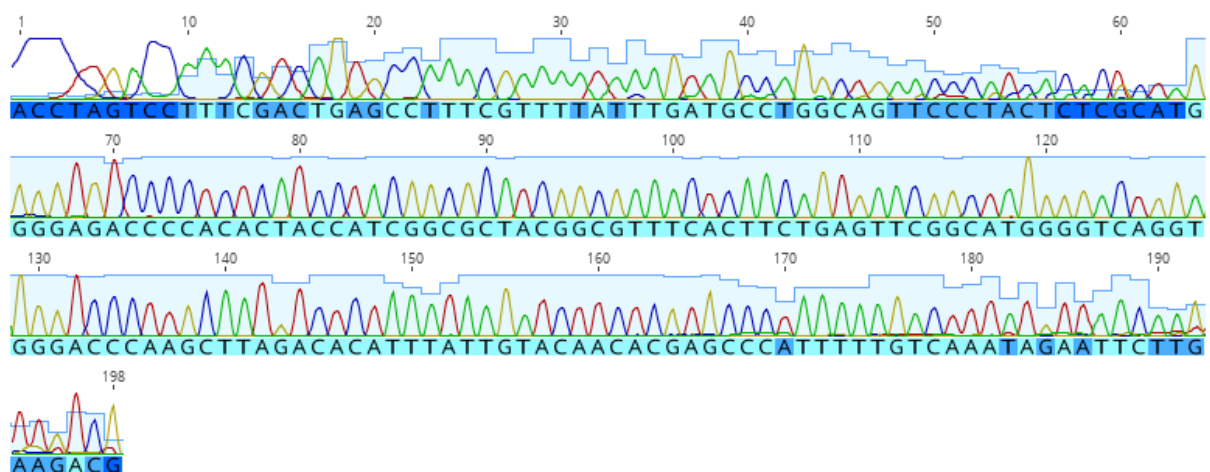 1 10 20 30 40 50 60
ACCTAGTCCTTTCGACTGAGCCTTTCGTTTTATTTGATGCCTGGCAGTTCCCTACTCTCGCATG
70 80 90 100 110 120
GGGAGACCCCACACTACCATCGGCGCTACGGCGTTTCACTTCTGAGTTCGGCATGGGGTCAGGT
130 140 150 160 170 180 190
GGGACCCAAGCTTAGACACATTTATTGTACAACACGAGCCCATTTTTGTCAAATAGAATTCTTG
198
AAGACG